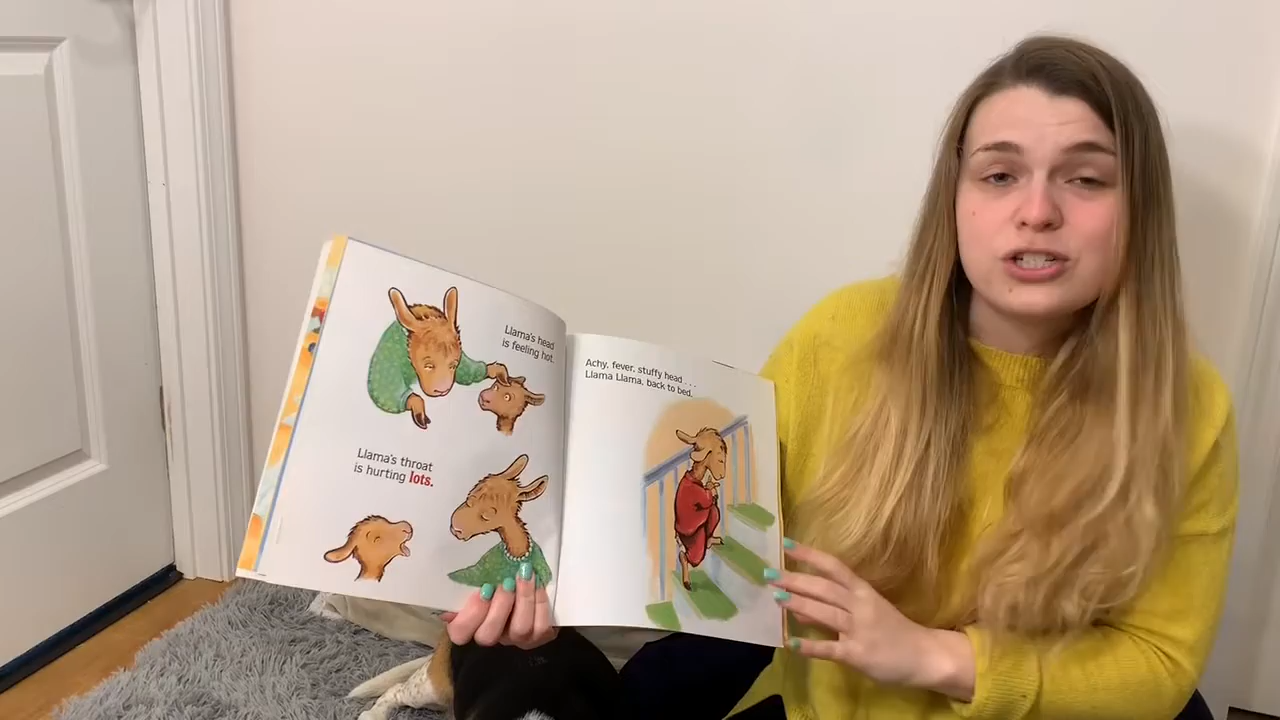 Llama's head
is feeling hot.
Llama's throat
is hurting lots.
Achy, fever, stuffy head . . .
Llama Llama, back to bed.